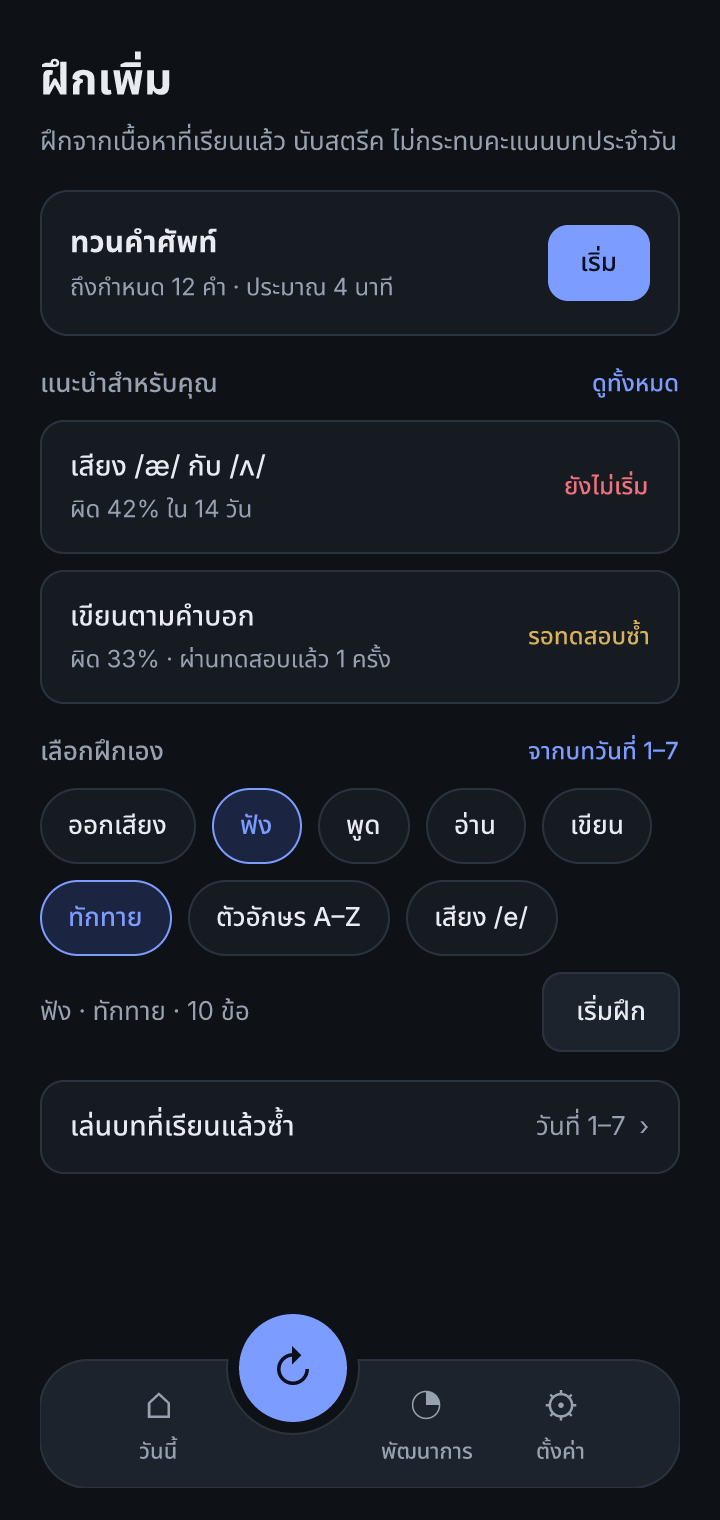 ฝึกเพิ่ม
ฝึกจากเนื้อหาที่เรียนแล้ว นับสตรีค ไม่กระทบคะแนนบทประจำวัน
ทวนคำศัพท์
ถึงกำหนด 12 คำ · ประมาณ 4 นาที
เริ่ม
แนะนำสำหรับคุณ
ดูทั้งหมด
เสียง /æ/ กับ /ʌ/
ผิด 42% ใน 14 วัน
ยังไม่เริ่ม
เขียนตามคำบอก
ผิด 33% · ผ่านทดสอบแล้ว 1 ครั้ง
รอทดสอบซ้ำ
เลือกฝึกเอง
จากบทวันที่ 1–7
ออกเสียง ฟัง พูด อ่าน เขียน
ทักทาย ตัวอักษร A–Z เสียง /e/
ฟัง · ทักทาย · 10 ข้อ
เริ่มฝึก
เล่นบทที่เรียนแล้วซ้ำ
วันที่ 1–7 ›
วันนี้ พัฒนาการ ตั้งค่า